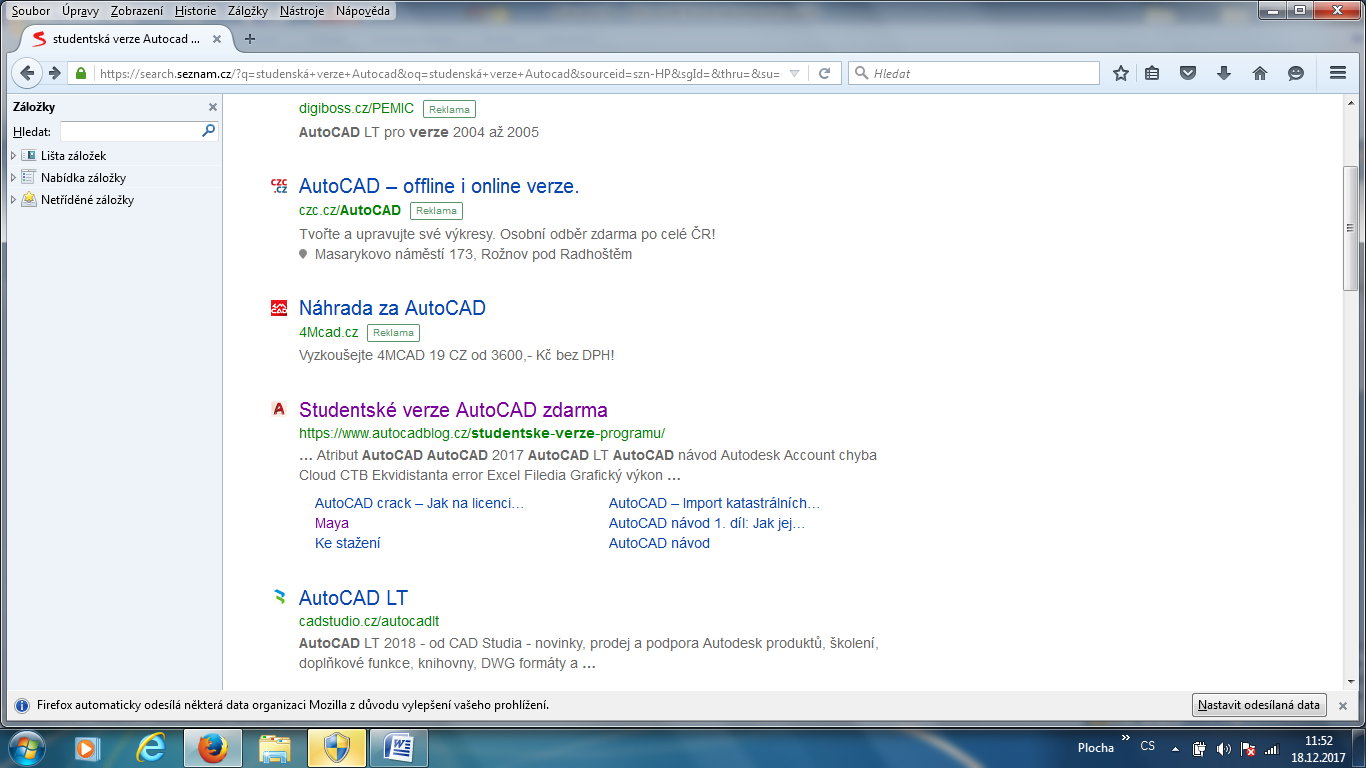 Soubor Úpravy Zobrazení Historie Záložky Nástroje Nápověda
studentská verze Autocad ...
https://search.seznam.cz/?q=studenská+verze+Autocad&oq=studenská+verze+Autocad&sourceid=szn-HP&sgId=&thru=&su=
Hledat
Záložky
Hledat:
Lišta záložek
Nabídka záložky
Netříděné záložky
digiboss.cz/PEMIC Reklama
AutoCAD LT pro verze 2004 až 2005
CZC.CZ
AutoCAD – offline i online verze.
czc.cz/AutoCAD Reklama
Tvořte a upravujte své výkresy. Osobní odběr zdarma po celé ČR!
Masarykovo náměstí 173, Rožnov pod Radhoštěm
4M CAD
Náhrada za AutoCAD
4Mcad.cz Reklama
Vyzkoušejte 4MCAD 19 CZ od 3600,- Kč bez DPH!
A Studentské verze AutoCAD zdarma
https://www.autocadblog.cz/studentske-verze-programu/
... Atribut AutoCAD AutoCAD 2017 AutoCAD LT AutoCAD návod Autodesk Account chyba
Cloud CTB Ekvidistanta error Excel Filedia Grafický výkon ...
AutoCAD crack – Jak na licenci... AutoCAD – Import katastrálních...
Maya AutoCAD návod 1. díl: Jak jej...
Ke stažení AutoCAD návod
AutoCAD LT
cadstudio.cz/autocadlt
AutoCAD LT 2018 - od CAD Studia - novinky, prodej a podpora Autodesk produktů, školení,
doplňkové funkce, knihovny, DWG formáty a ...
Firefox automaticky odesílá některá data organizaci Mozilla z důvodu vylepšení vašeho prohlížení. Nastavit odesílaná data
Plocha » CS 11:52
18.12.2017